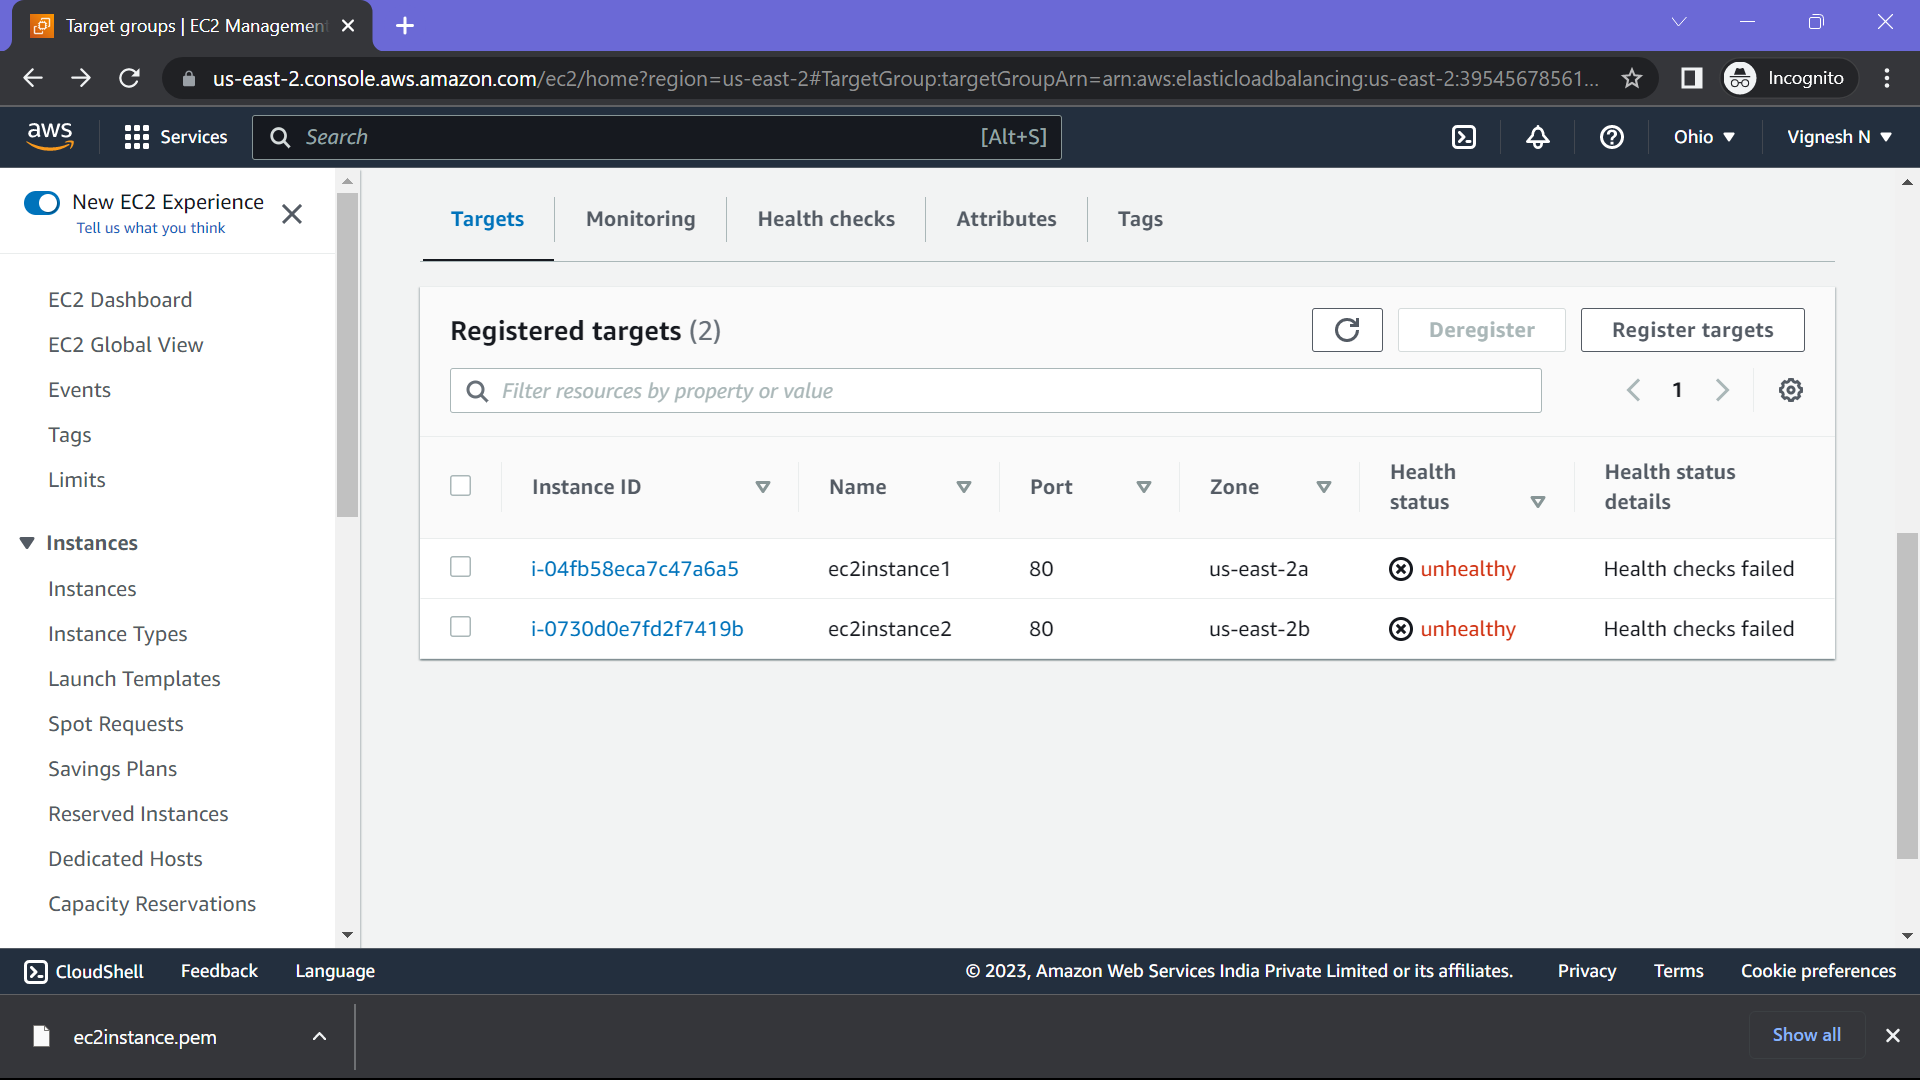 Target groups | EC2 Management
us-east-2.console.aws.amazon.com/ec2/home?region=us-east-2#TargetGroup:targetGroupArn=arn:aws:elasticloadbalancing:us-east-2:39545678561...
Incognito
aws
Services
Search
[Alt+S]
Ohio
Vignesh N
New EC2 Experience
Tell us what you think
EC2 Dashboard
EC2 Global View
Events
Tags
Limits
Instances
Instances
Instance Types
Launch Templates
Spot Requests
Savings Plans
Reserved Instances
Dedicated Hosts
Capacity Reservations
Targets
Monitoring
Health checks
Attributes
Tags
Registered targets (2)
Deregister
Register targets
Filter resources by property or value
1
Instance ID
Name
Port
Zone
Health status
Health status details
i-04fb58eca7c47a6a5 ec2instance1 80 us-east-2a unhealthy Health checks failed
i-0730d0e7fd2f7419b ec2instance2 80 us-east-2b unhealthy Health checks failed
CloudShell
Feedback
Language
© 2023, Amazon Web Services India Private Limited or its affiliates.
Privacy
Terms
Cookie preferences
ec2instance.pem
Show all